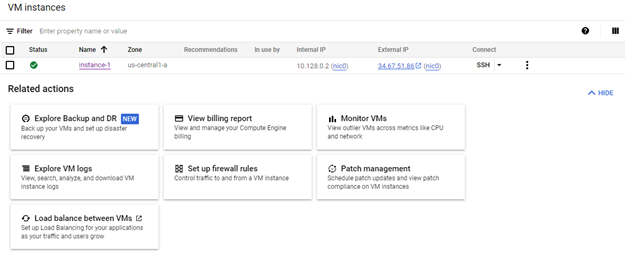 VM instances
Filter Enter property name or value
Status Name Zone Recommendations In use by Internal IP External IP Connect
instance-1 us-central1-a 10.128.0.2 (nic0) 34.67.51.86 (nic0) SSH
Related actions
HIDE
Explore Backup and DR NEW
Back up your VMs and set up disaster
recovery
View billing report
View and manage your Compute Engine
billing
Monitor VMs
View outlier VMs across metrics like CPU
and network
Explore VM logs
View, search, analyze, and download VM
instance logs
Set up firewall rules
Control traffic to and from a VM instance
Patch management
Schedule patch updates and view patch
compliance on VM instances
Load balance between VMs
Set up Load Balancing for your applications
as your traffic and users grow